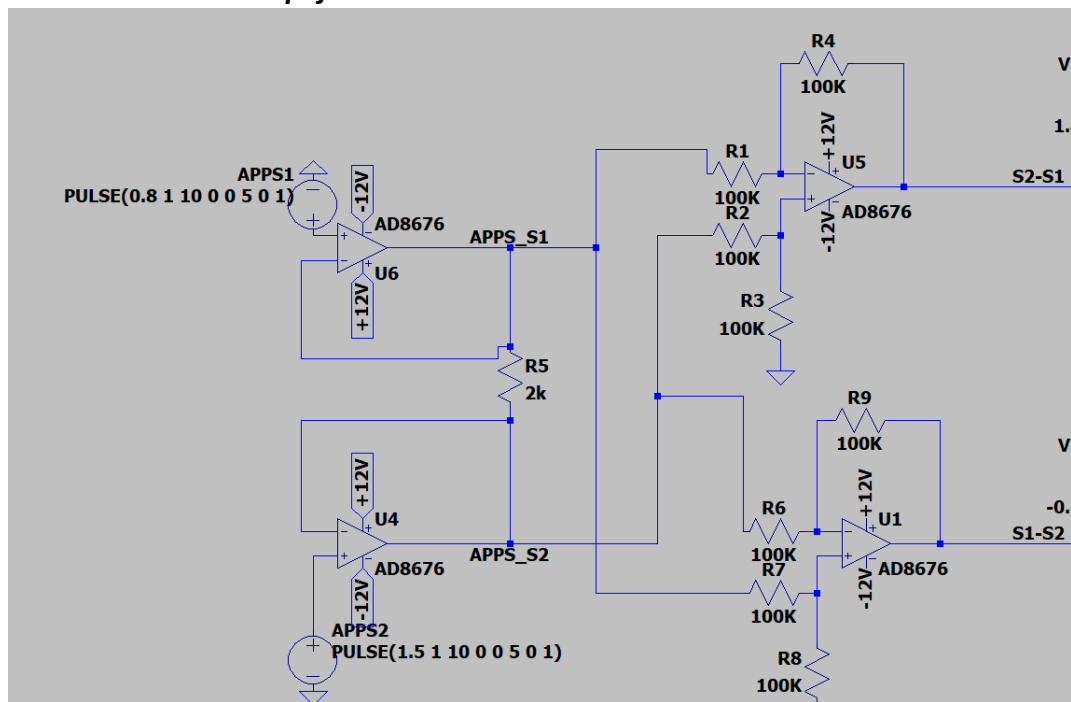 R4
100K
V
1.
R1
100K
+12V
U5
S2-S1
R2
100K
-12V
AD8676
APPS1
PULSE(0.8 1 10 0 0 5 0 1)
-12V
AD8676
APPS_S1
U6
+12V
R3
100K
R5
2k
R9
100K
V
+12V
U4
R6
100K
+12V
U1
-0.
S1-S2
APPS_S2
AD8676
-12V
R7
100K
-12V
AD8676
APPS2
PULSE(1.5 1 10 0 0 5 0 1)
R8
100K